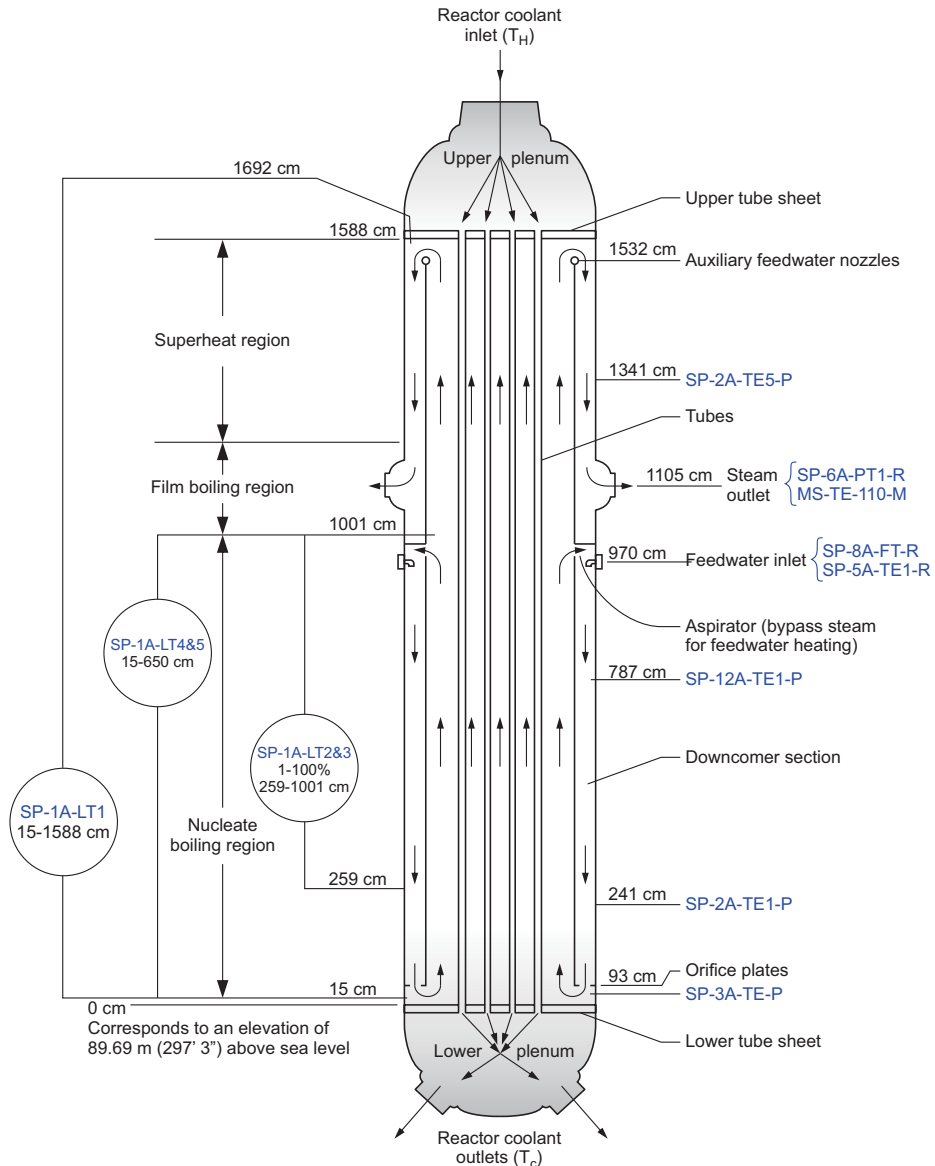 Reactor coolant
inlet (T_H)
Upper plenum
1692 cm
Upper tube sheet
1588 cm
1532 cm
Auxiliary feedwater nozzles
Superheat region
1341 cm
SP-2A-TE5-P
Tubes
Film boiling region
1105 cm
Steam
outlet
SP-6A-PT1-R
MS-TE-110-M
1001 cm
970 cm
Feedwater inlet
SP-8A-FT-R
SP-5A-TE1-R
SP-1A-LT4&5
15-650 cm
Aspirator (bypass steam
for feedwater heating)
787 cm
SP-12A-TE1-P
SP-1A-LT2&3
1-100%
259-1001 cm
Downcomer section
SP-1A-LT1
15-1588 cm
Nucleate
boiling region
259 cm
241 cm
SP-2A-TE1-P
93 cm
Orifice plates
SP-3A-TE-P
15 cm
0 cm
Corresponds to an elevation of
89.69 m (297' 3”) above sea level
Lower tube sheet
Lower plenum
Reactor coolant
outlets (T_c)